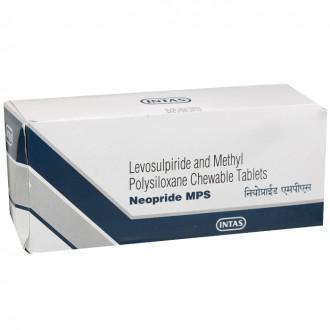 INTAS
Levosulpiride and Methyl
Polysiloxane Chewable Tablets
Neopride MPS
नियोप्राईड एमपीएस
INTAS